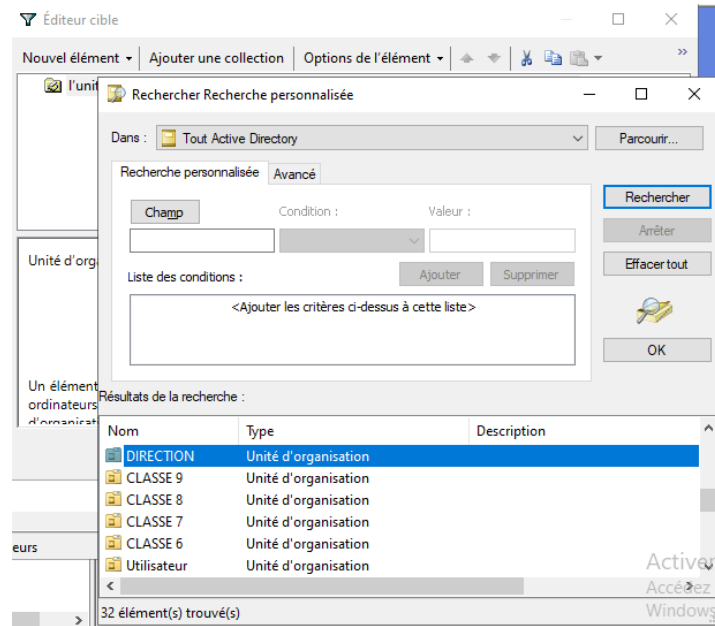 Éditeur cible
Nouvel élément Ajouter une collection Options de l'élément »
l'unit
Rechercher Recherche personnalisée
Dans : Tout Active Directory Parcourir...
Recherche personnalisée Avancé
Rechercher
Champ Condition : Valeur :
Arrêter
Unité d'orga
Effacer tout
Liste des conditions : Ajouter Supprimer
<Ajouter les critères ci-dessus à cette liste>
OK
Un élément
ordinateurs
d'organisat
Résultats de la recherche :
Nom Type Description
DIRECTION Unité d'organisation
CLASSE 9 Unité d'organisation
CLASSE 8 Unité d'organisation
CLASSE 7 Unité d'organisation
CLASSE 6 Unité d'organisation
eurs
Utilisateur Unité d'organisation
Activer
Accédez
32 élément(s) trouvé(s)
Windows